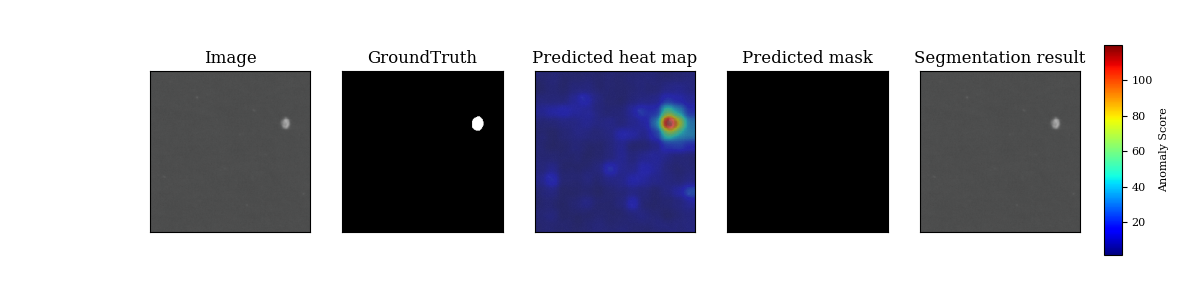 Image
GroundTruth
Predicted heat map
Predicted mask
Segmentation result
100
80
60
40
20
Anomaly Score